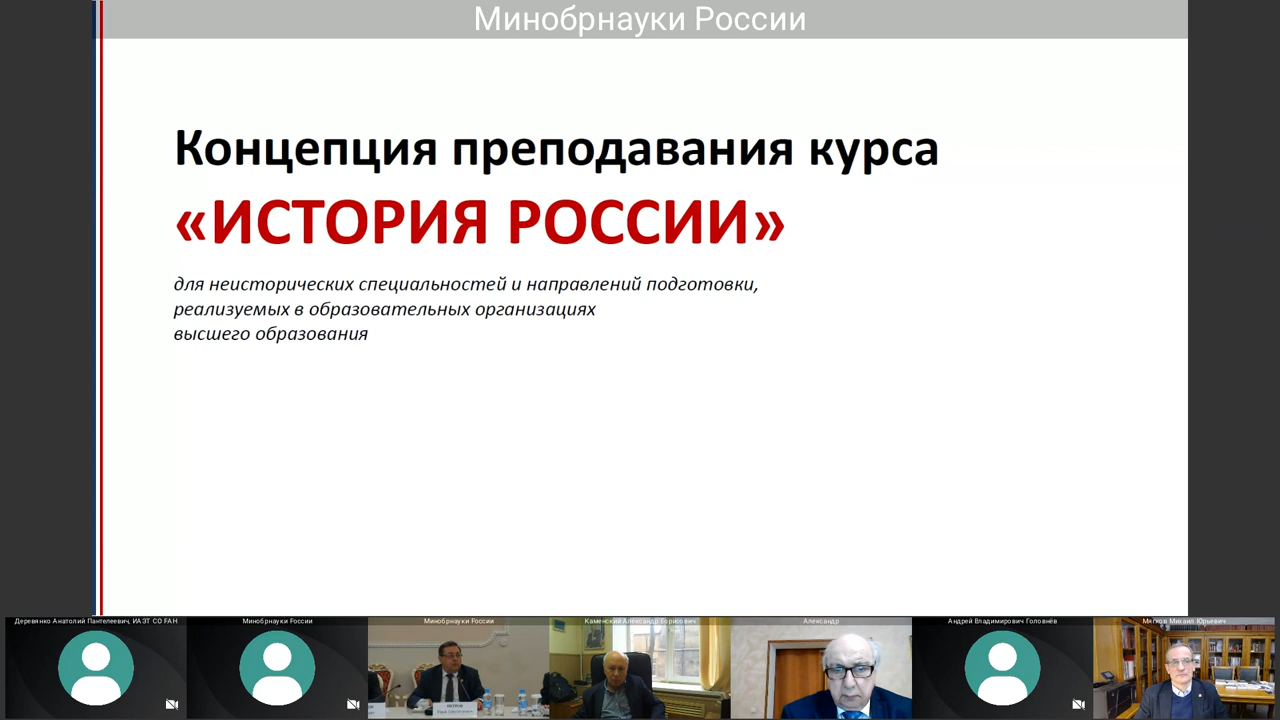 Минобрнауки России
Концепция преподавания курса
«ИСТОРИЯ РОССИИ»
для неисторических специальностей и направлений подготовки,
реализуемых в образовательных организациях
высшего образования
Деревянко Анатолий Пантелеевич, ИАЭТ СО РАН
Минобрнауки России
Минобрнауки России
Каменский Александр Борисович
Александр
Андрей Владимирович Головнёв
Мягков Михаил Юрьевич